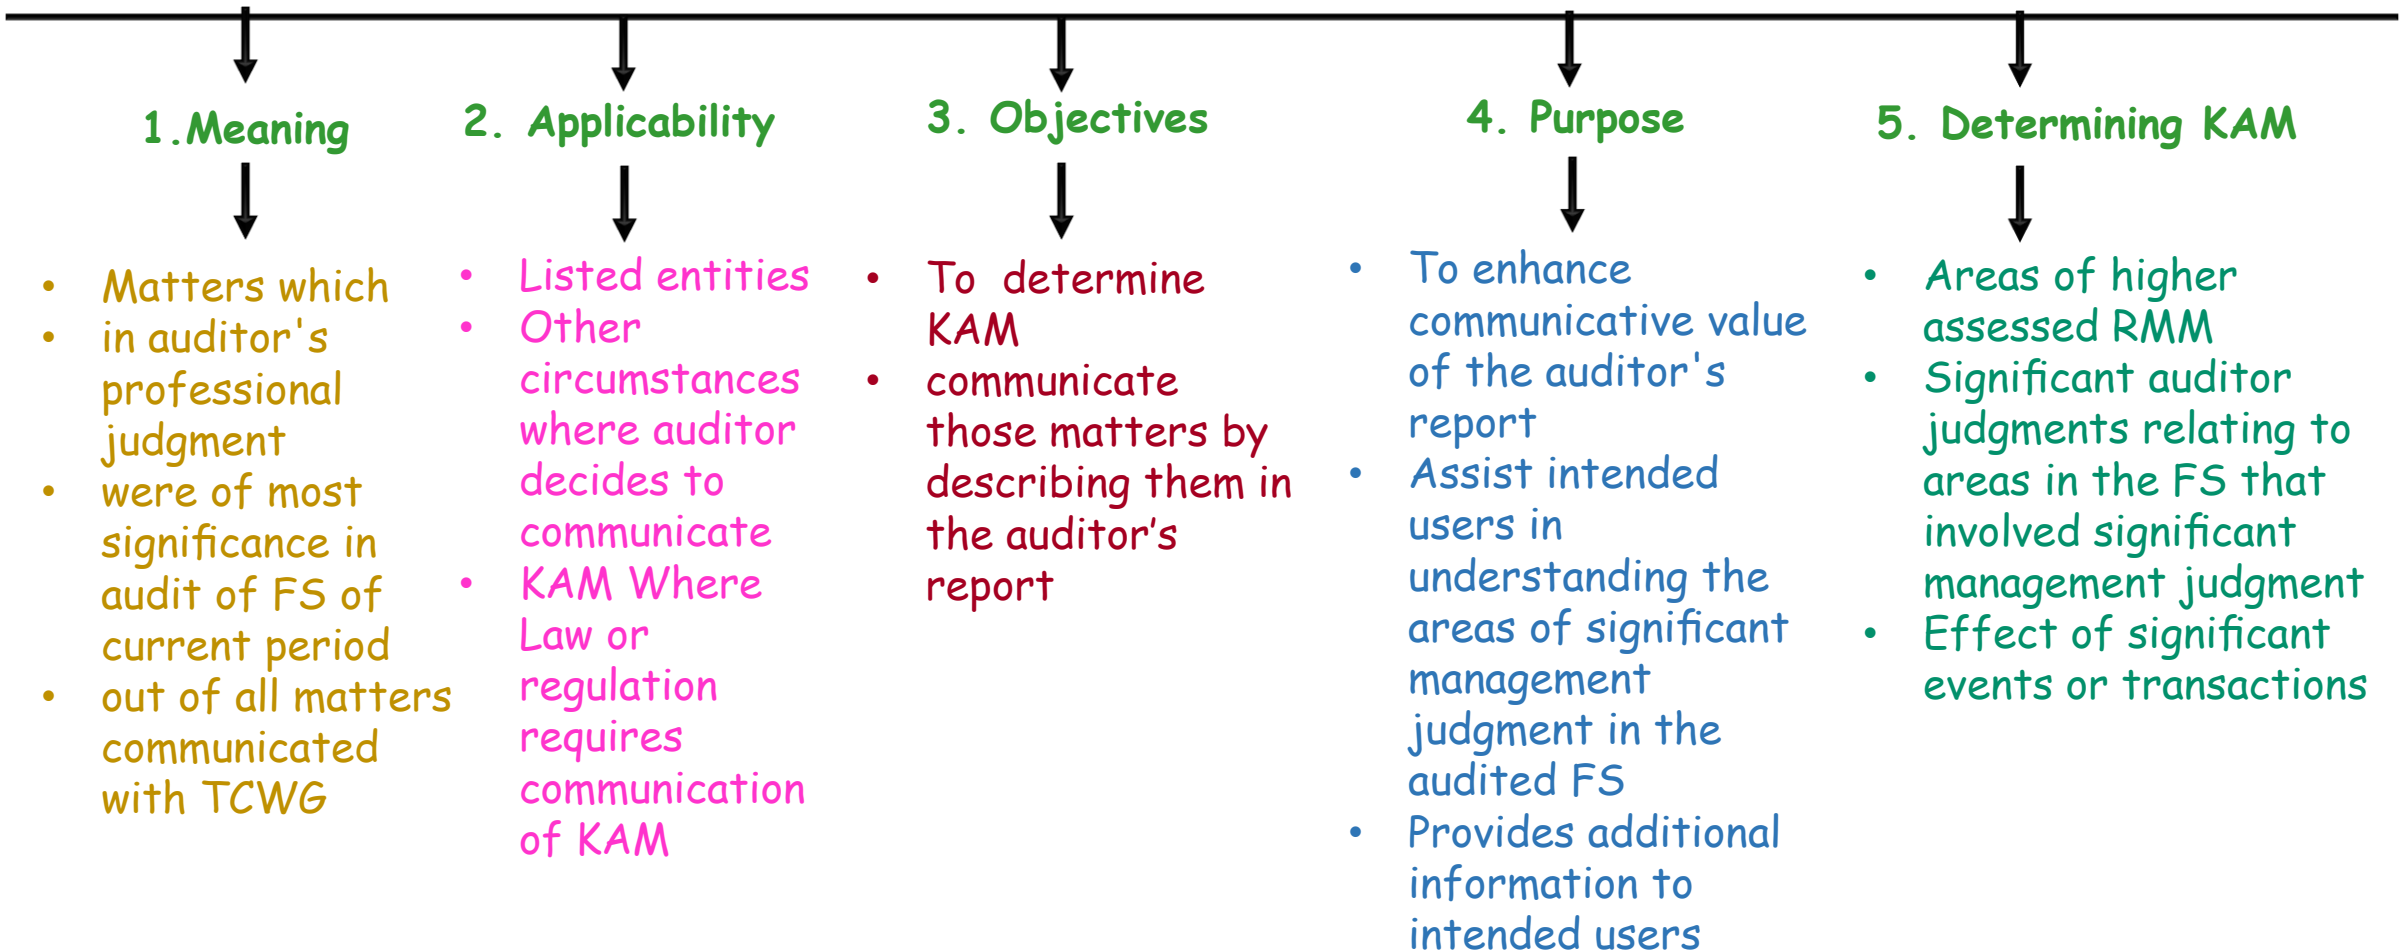 1.Meaning
Matters which
in auditor's
professional
judgment
were of most
significance in
audit of FS of
current period
out of all matters
communicated
with TCWG
2. Applicability
Listed entities
Other
circumstances
where auditor
decides to
communicate
KAM Where
Law or
regulation
requires
communication
of KAM
3. Objectives
To determine
KAM
communicate
those matters by
describing them in
the auditor’s
report
4. Purpose
To enhance
communicative value
of the auditor's
report
Assist intended
users in
understanding the
areas of significant
management
judgment in the
audited FS
Provides additional
information to
intended users
5. Determining KAM
Areas of higher
assessed RMM
Significant auditor
judgments relating to
areas in the FS that
involved significant
management judgment
Effect of significant
events or transactions